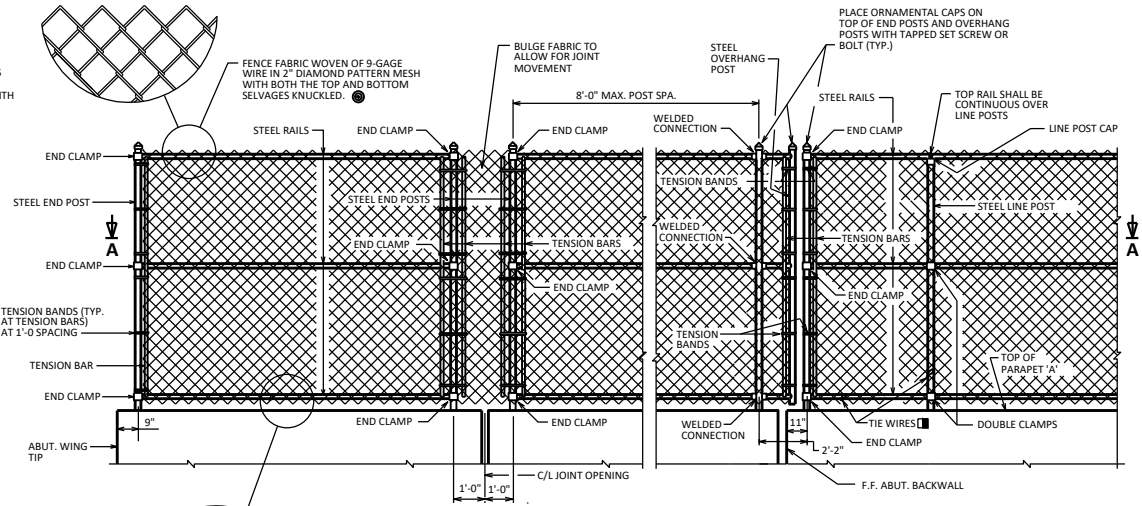 PLACE ORNAMENTAL CAPS ON
TOP OF END POSTS AND OVERHANG
POSTS WITH TAPPED SET SCREW OR
BOLT (TYP.)
BULGE FABRIC TO
ALLOW FOR JOINT
MOVEMENT
STEEL
OVERHANG
POST
FENCE FABRIC WOVEN OF 9-GAGE
WIRE IN 2" DIAMOND PATTERN MESH
WITH BOTH THE TOP AND BOTTOM
SELVAGES KNUCKLED.
8'-0" MAX. POST SPA.
STEEL RAILS
TOP RAIL SHALL BE
CONTINUOUS OVER
LINE POSTS
STEEL RAILS
END CLAMP
END CLAMP
WELDED
CONNECTION
END CLAMP
LINE POST CAP
END CLAMP
STEEL END POST
STEEL END POSTS
TENSION BANDS
STEEL LINE POST
A
A
END CLAMP
TENSION BARS
WELDED
CONNECTION
TENSION BARS
END CLAMP
END CLAMP
END CLAMP
TENSION BANDS (TYP.
AT TENSION BARS)
AT 1'-0 SPACING
TENSION
BANDS
TENSION BAR
TOP OF
PARAPET 'A'
END CLAMP
9"
END CLAMP
END CLAMP
WELDED
CONNECTION
11"
TIE WIRES
DOUBLE CLAMPS
END CLAMP
2'-2"
ABUT. WING
TIP
C/L JOINT OPENING
F.F. ABUT. BACKWALL
1'-0"
1'-0"